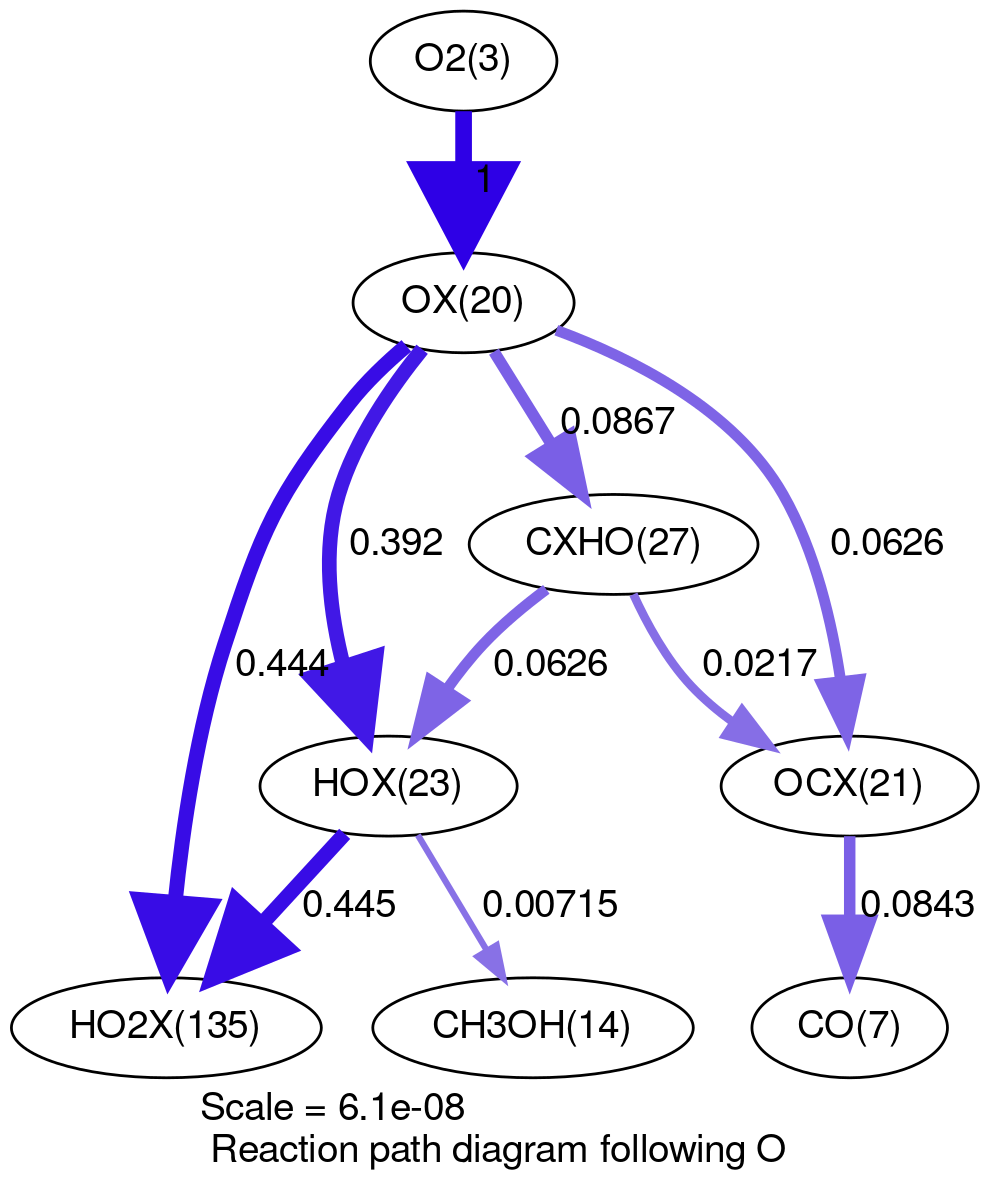 O2(3)
1
OX(20)
0.0867
0.392
CXHO(27)
0.0626
0.444
0.0626
0.0217
HOX(23)
OCX(21)
0.445
0.00715
0.0843
HO2X(135)
CH3OH(14)
CO(7)
Scale = 6.1e-08
Reaction path diagram following O